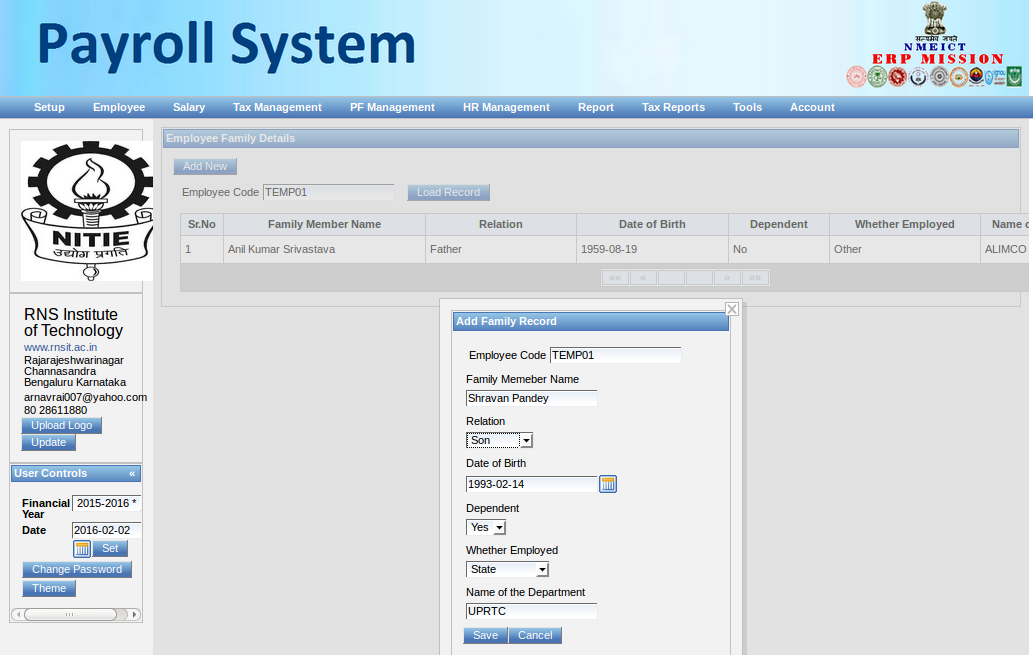 Payroll System
सत्यमेव जयते
NMEICT
ERP MISSION
Setup Employee Salary Tax Management PF Management HR Management Report Tax Reports Tools Account
NITIE
उद्योग प्रगति
RNS Institute
of Technology
www.rnsit.ac.in
Rajarajeshwarinagar
Channasandra
Bengaluru Karnataka
arnavrai007@yahoo.com
80 28611880
Upload Logo
Update
User Controls «
Financial Year 2015-2016 *
Date 2016-02-02
Set
Change Password
Theme
Employee Family Details
Add New
Employee Code TEMP01 Load Record
Sr.No Family Member Name Relation Date of Birth Dependent Whether Employed Name
1 Anil Kumar Srivastava Father 1959-08-19 No Other ALIMCO
«« « » »»
Add Family Record
Employee Code TEMP01
Family Memeber Name
Shravan Pandey
Relation
Son
Date of Birth
1993-02-14
Dependent
Yes
Whether Employed
State
Name of the Department
UPRTC
Save Cancel